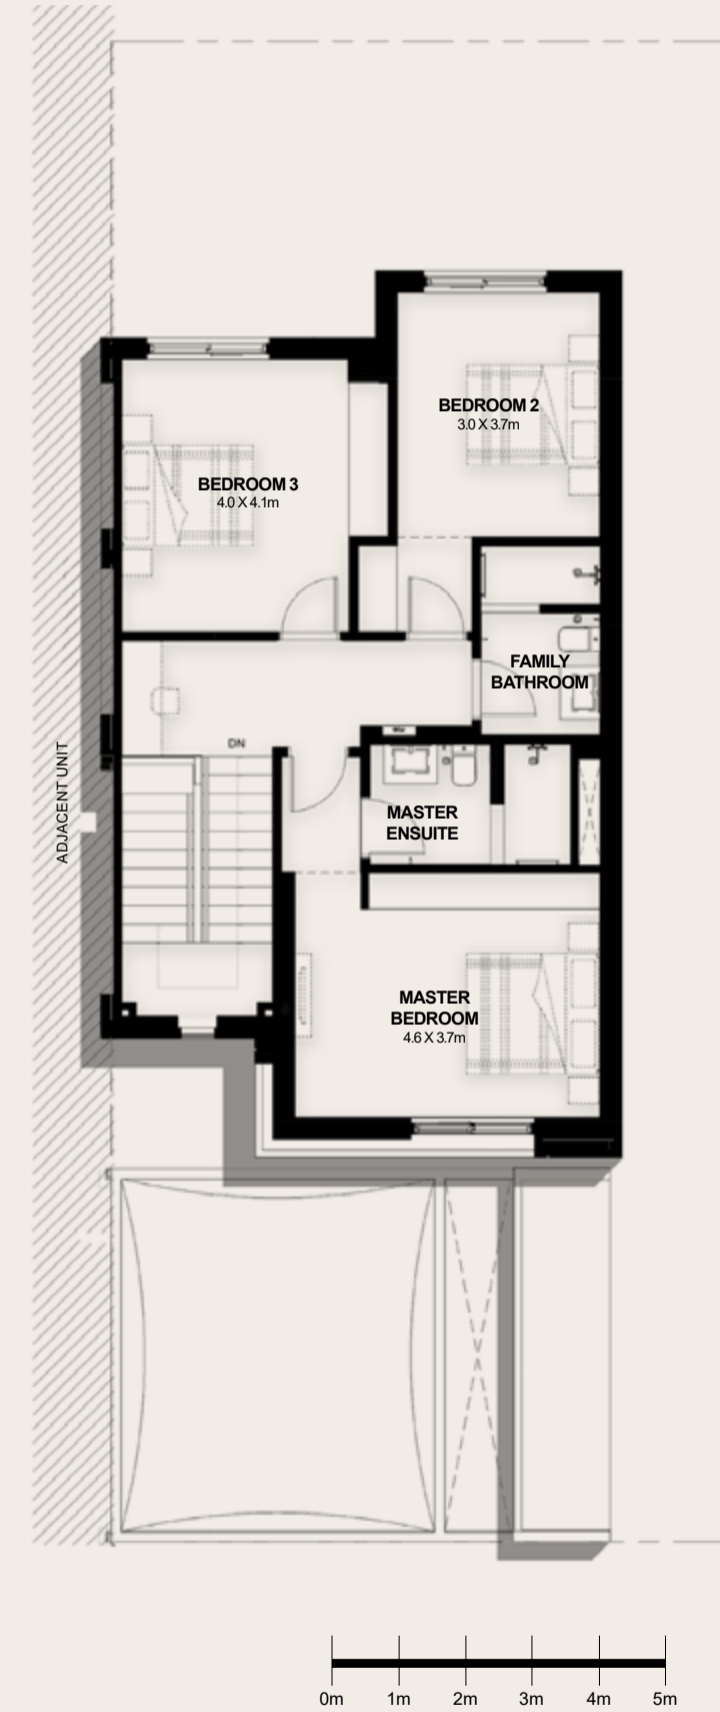 BEDROOM 2
3.0 X 3.7m
BEDROOM 3
4.0 X 4.1m
FAMILY
BATHROOM
DN
ADJACENT UNIT
MASTER
ENSUITE
MASTER
BEDROOM
4.6 X 3.7m
0m 1m 2m 3m 4m 5m